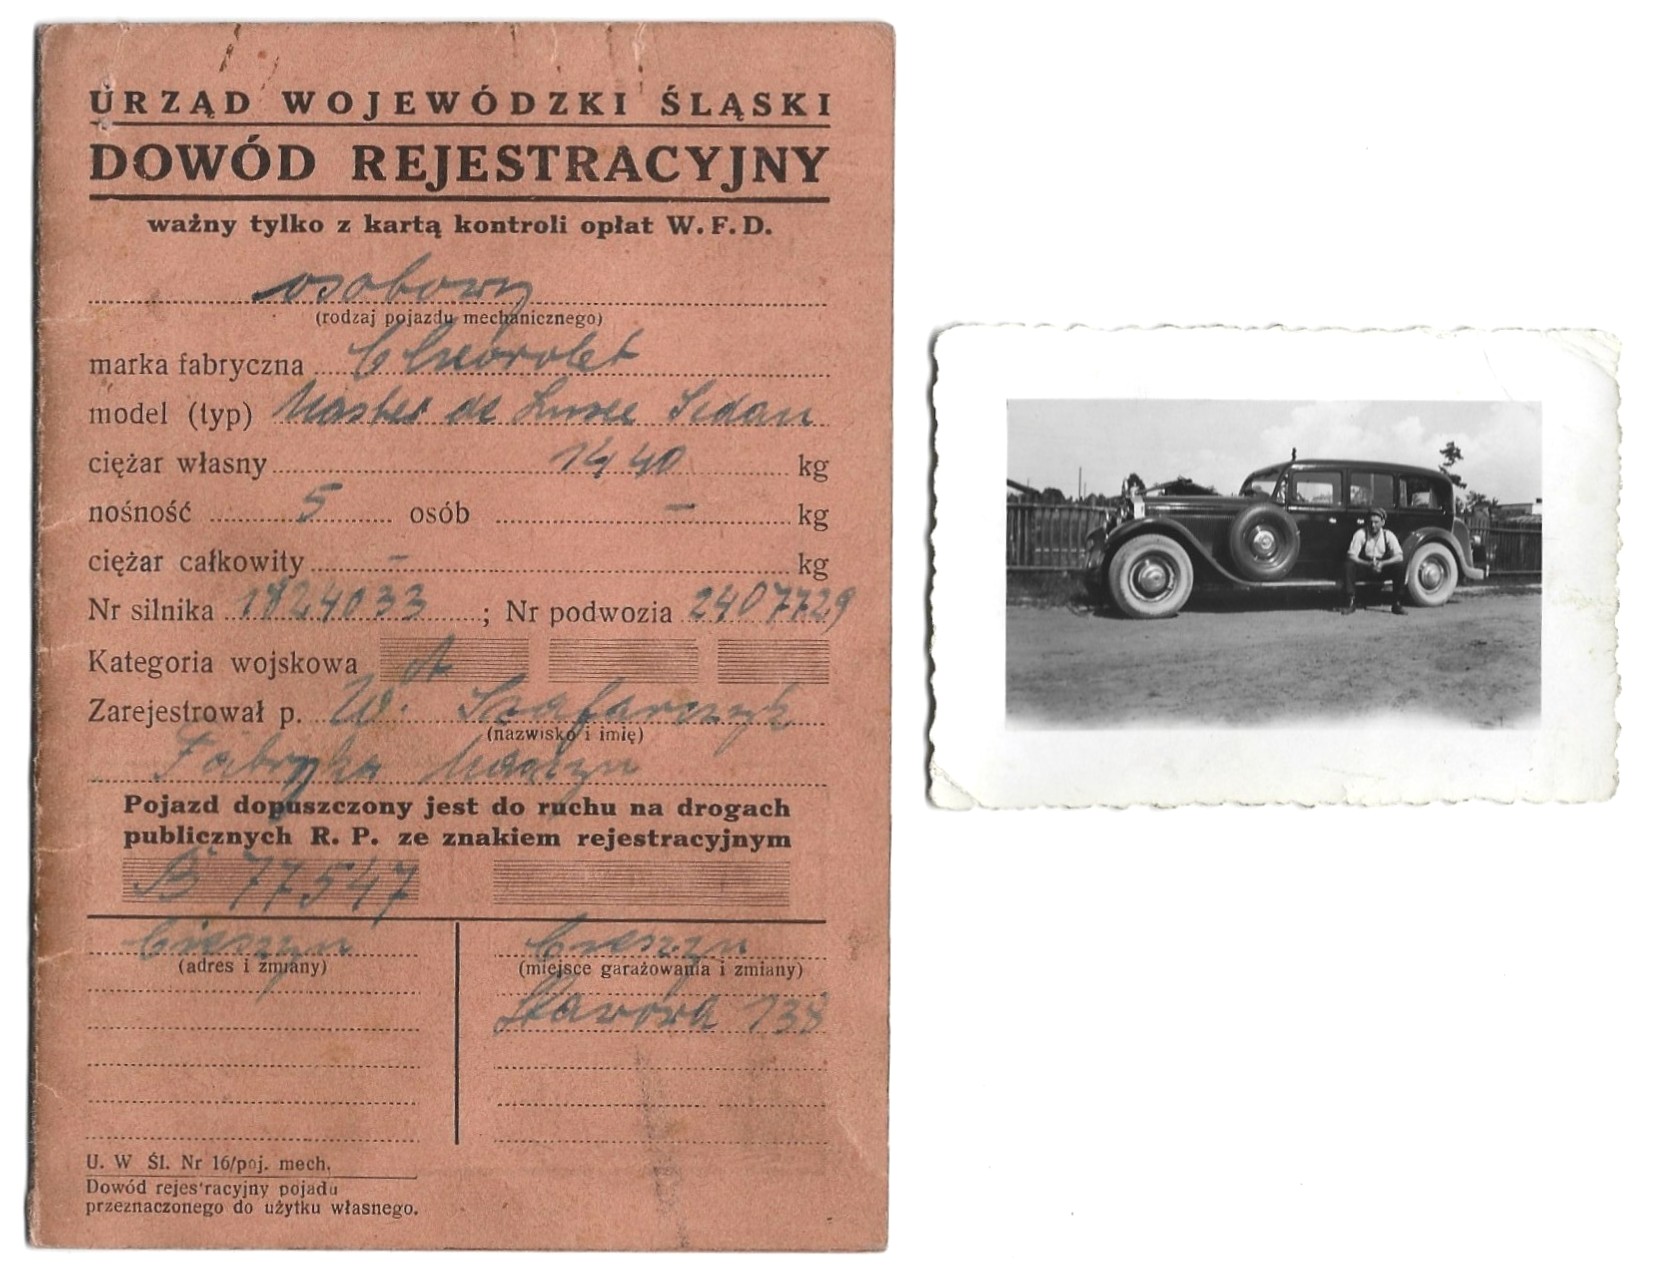 URZĄD WOJEWÓDZKI ŚLĄSKI
DOWÓD REJESTRACYJNY
ważny tylko z kartą kontroli opłat W. F. D.
osobowy
(rodzaj pojazdu mechanicznego)
marka fabryczna Chevrolet
model (typ) Master de Luxe Sedan
ciężar własny 1440 kg
nośność 5 osób - kg
ciężar całkowity - kg
Nr silnika 1824033 ; Nr podwozia 2407729
Kategoria wojskowa A
Zarejestrował p. W. Szafarczyk
(nazwisko i imię)
Fabryka Maszyn
Pojazd dopuszczony jest do ruchu na drogach
publicznych R. P. ze znakiem rejestracyjnym
B 77547
Cieszyn Cieszyn
(adres i zmiany) (miejsce garażowania i zmiany)
138
U. W Śl. Nr 16/poj. mech.
Dowód rejestracyjny pojadu
przeznaczonego do użytku własnego.